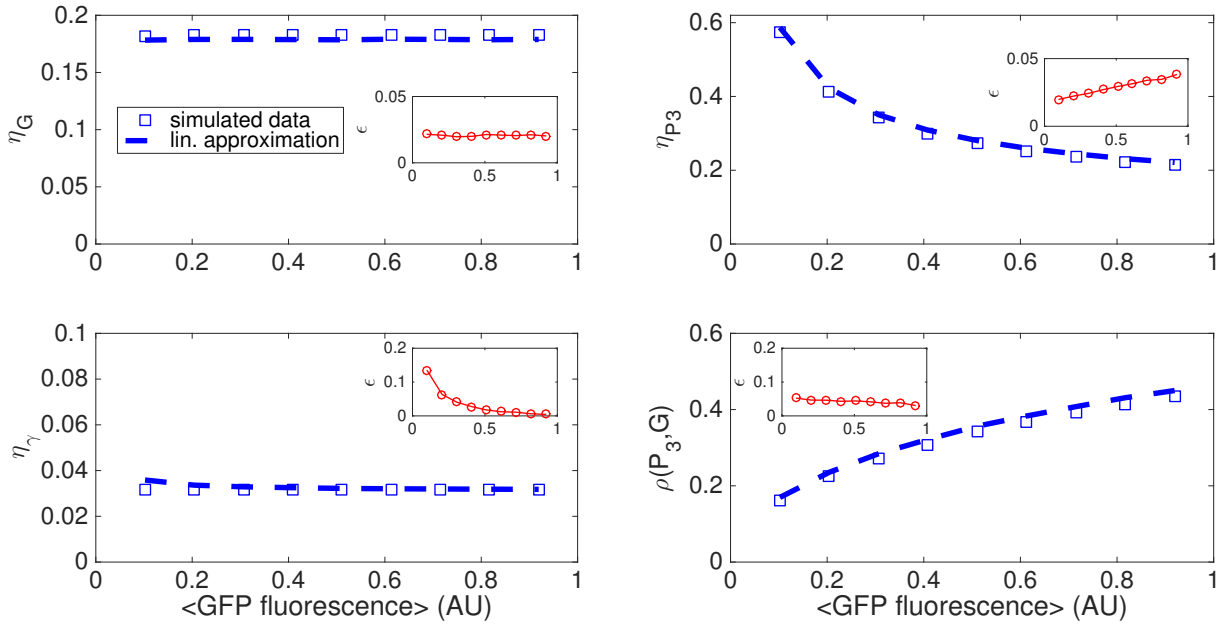 0.2
0.15
0.1
0.05
0
η_G
simulated data
lin. approximation
0.05
0
ϵ
0 0.5 1
0 0.2 0.4 0.6 0.8 1
0.6
0.4
0.2
0
η_P3
0.05
0
ϵ
0 0.5 1
0 0.2 0.4 0.6 0.8 1
0.1
0.08
0.06
0.04
0.02
0
η_γ
0.2
0.1
0
ϵ
0 0.5 1
0 0.2 0.4 0.6 0.8 1
<GFP fluorescence> (AU)
0.6
0.4
0.2
0
ρ(P_3,G)
0.2
0.1
0
ϵ
0 0.5 1
0 0.2 0.4 0.6 0.8 1
<GFP fluorescence> (AU)